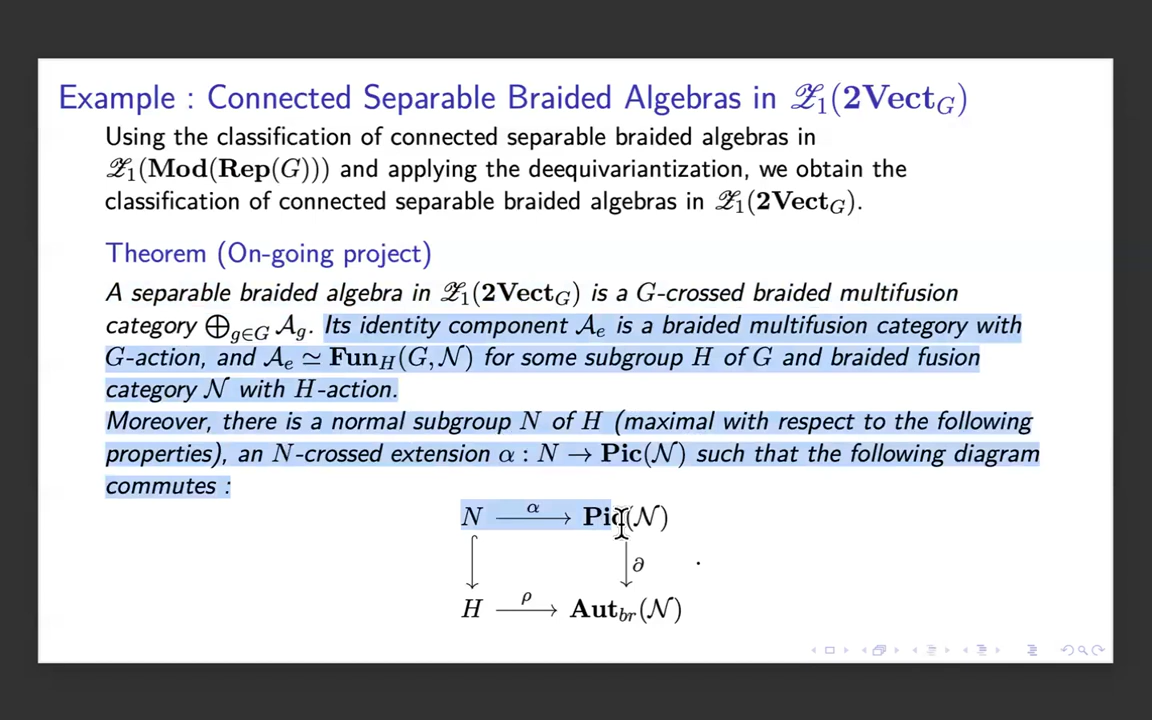 Example : Connected Separable Braided Algebras in 𝒵₁(𝟐𝐕𝐞𝐜𝐭_G)
Using the classification of connected separable braided algebras in
𝒵₁(𝐌𝐨𝐝(𝐑𝐞𝐩(G))) and applying the deequivariantization, we obtain the
classification of connected separable braided algebras in 𝒵₁(𝟐𝐕𝐞𝐜𝐭_G).
Theorem (On-going project)
A separable braided algebra in 𝒵₁(𝟐𝐕𝐞𝐜𝐭_G) is a G-crossed braided multifusion
category ⊕_{g∈G} 𝒜_g. Its identity component 𝒜_e is a braided multifusion category with
G-action, and 𝒜_e ≃ 𝐅𝐮𝐧_H(G, 𝒩) for some subgroup H of G and braided fusion
category 𝒩 with H-action.
Moreover, there is a normal subgroup N of H (maximal with respect to the following
properties), an N-crossed extension α : N → 𝐏𝐢𝐜(𝒩) such that the following diagram
commutes :
α
N ⟶ 𝐏𝐢𝐜(𝒩)
∂ .
ρ
H ⟶ 𝐀𝐮𝐭_br(𝒩)